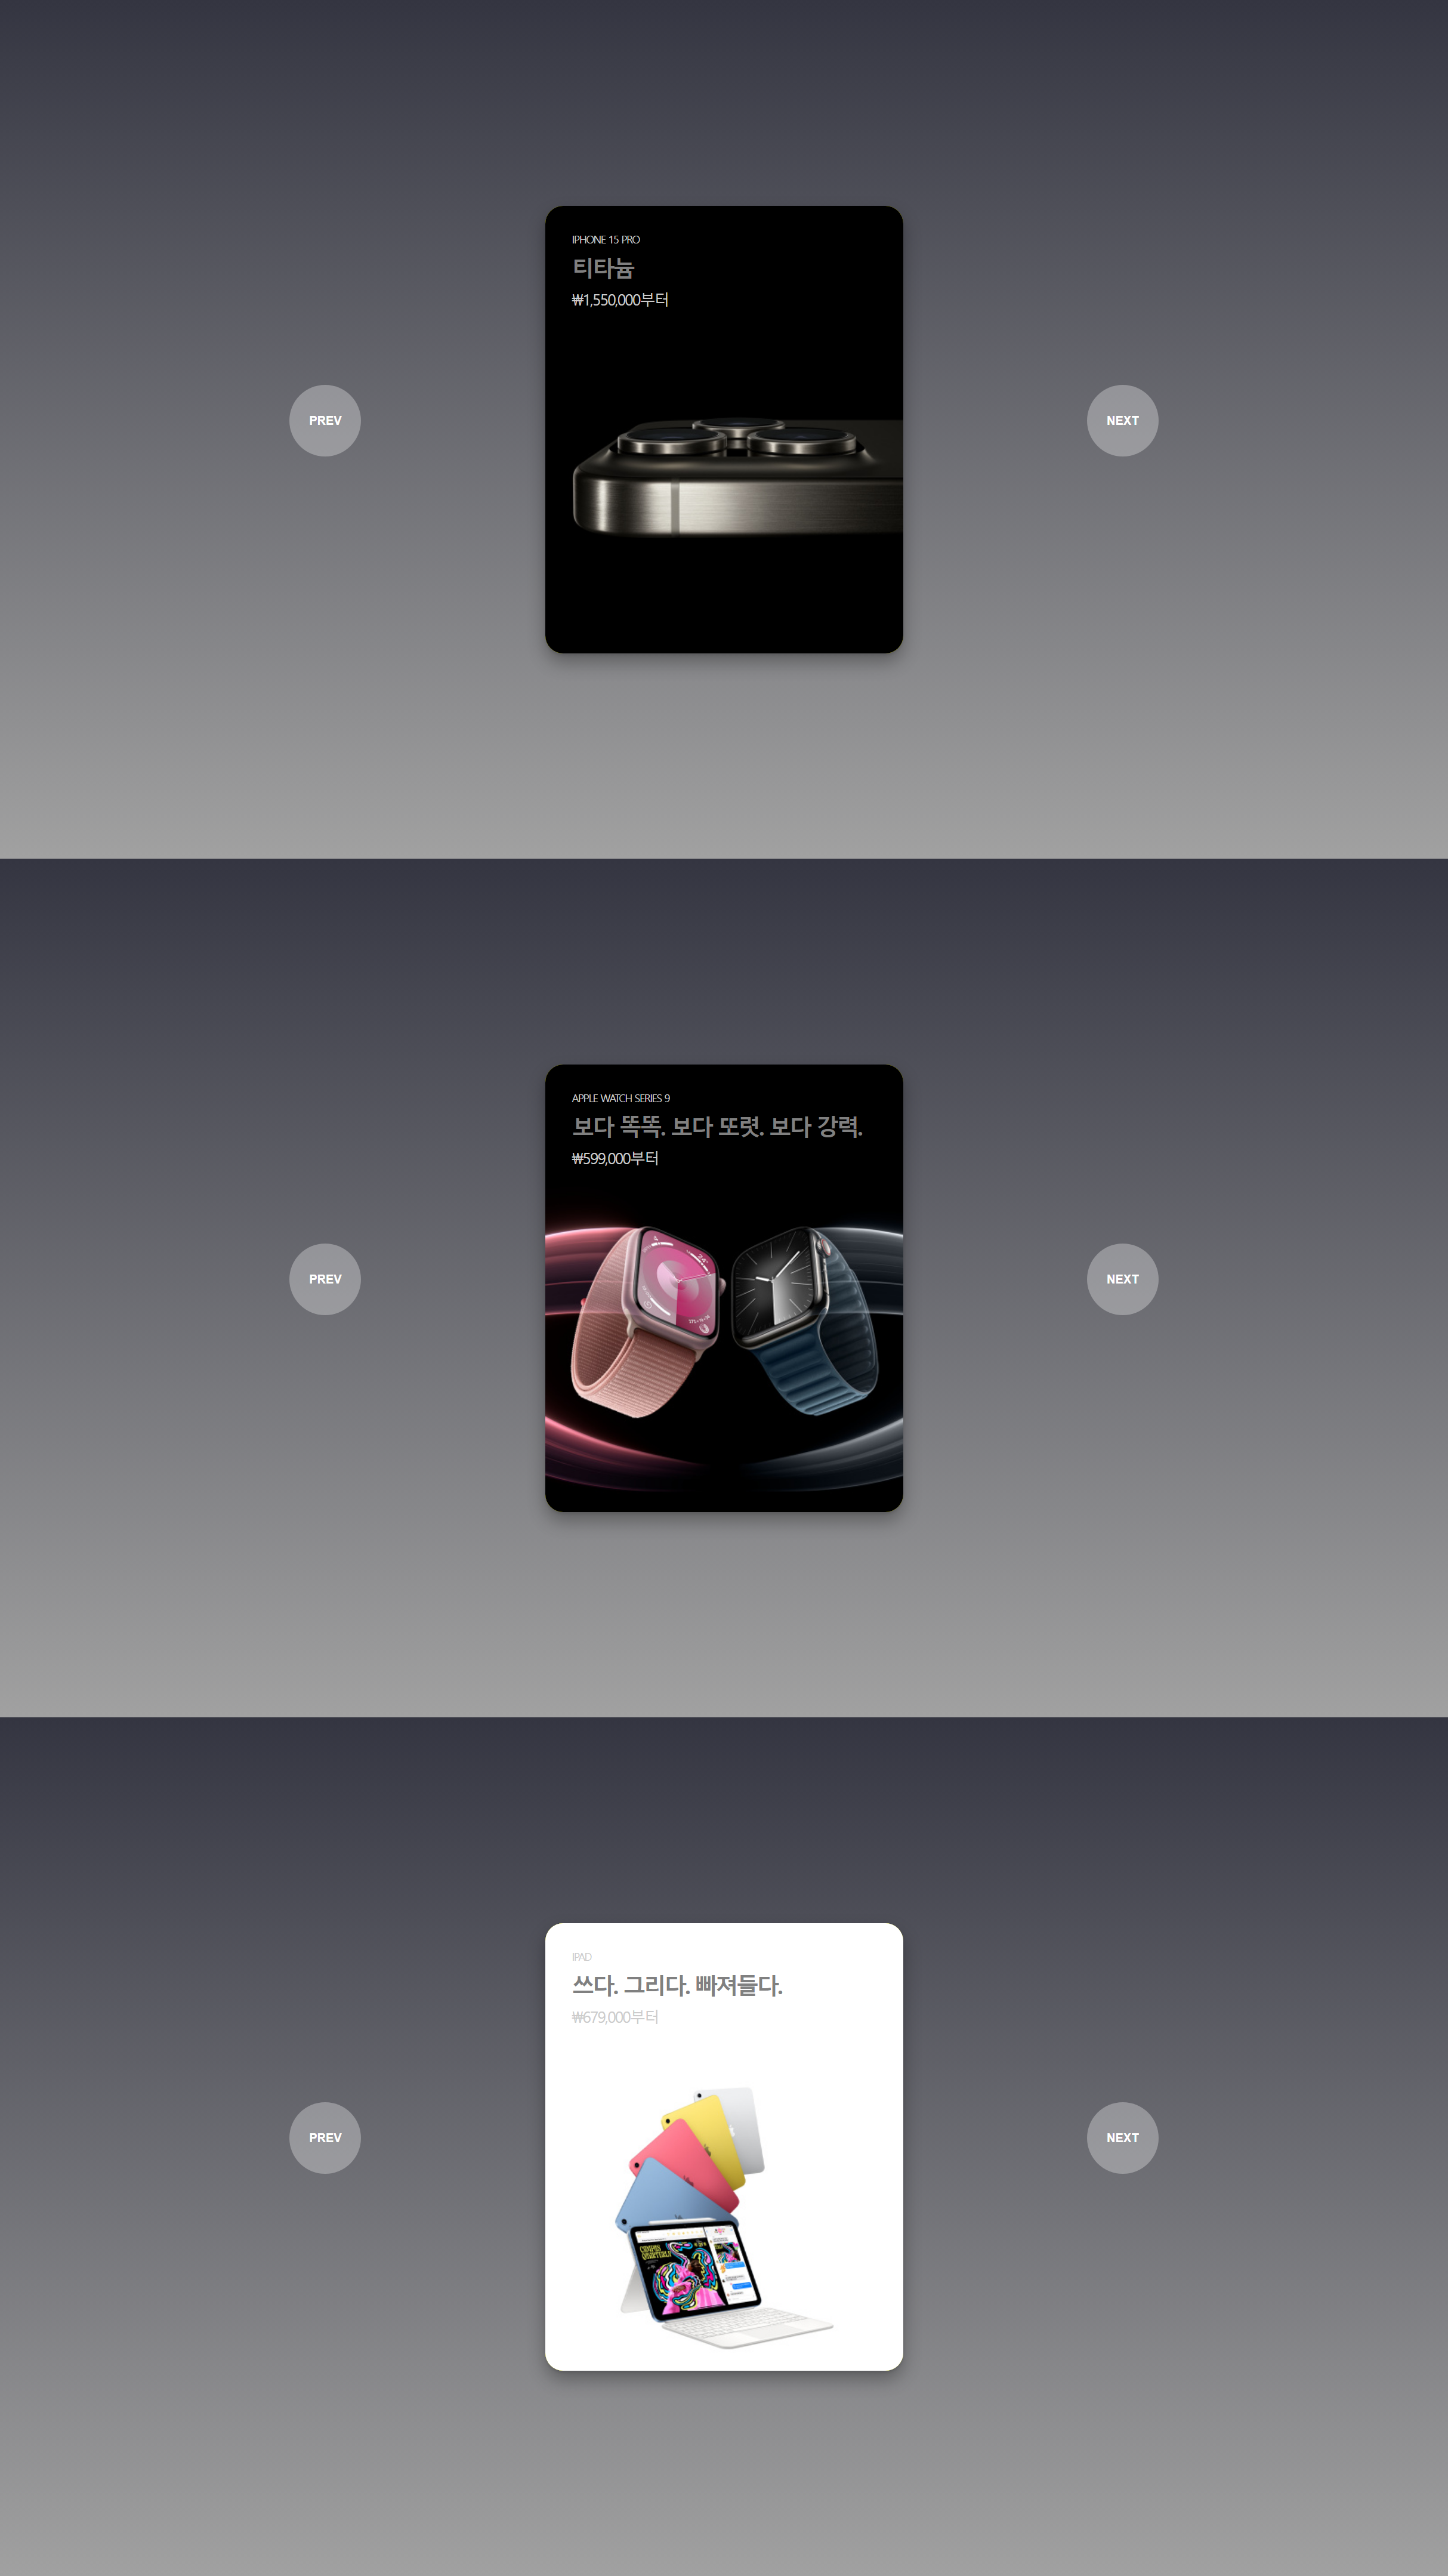 IPHONE 15 PRO
티타늄
₩1,550,000부터
PREV
NEXT
APPLE WATCH SERIES 9
보다 똑똑. 보다 또렷. 보다 강력.
₩599,000부터
PREV
NEXT
IPAD
쓰다. 그리다. 빠져들다.
₩679,000부터
PREV
NEXT